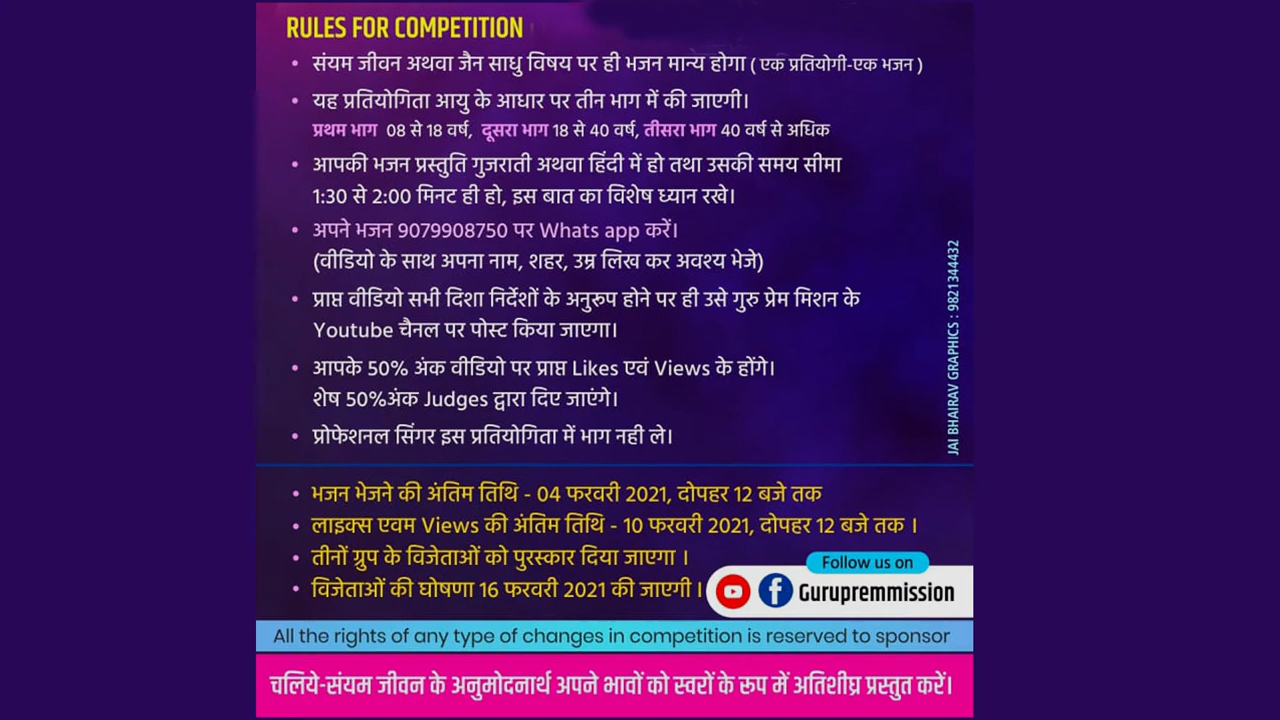 RULES FOR COMPETITION
• संयम जीवन अथवा जैन साधु विषय पर ही भजन मान्य होगा ( एक प्रतियोगी-एक भजन )
• यह प्रतियोगिता आयु के आधार पर तीन भाग में की जाएगी।
प्रथम भाग 08 से 18 वर्ष, दूसरा भाग 18 से 40 वर्ष, तीसरा भाग 40 वर्ष से अधिक
• आपकी भजन प्रस्तुति गुजराती अथवा हिंदी में हो तथा उसकी समय सीमा
1:30 से 2:00 मिनट ही हो, इस बात का विशेष ध्यान रखे।
• अपने भजन 9079908750 पर Whats app करें।
(वीडियो के साथ अपना नाम, शहर, उम्र लिख कर अवश्य भेजे)
• प्राप्त वीडियो सभी दिशा निर्देशों के अनुरूप होने पर ही उसे गुरु प्रेम मिशन के
Youtube चैनल पर पोस्ट किया जाएगा।
• आपके 50% अंक वीडियो पर प्राप्त Likes एवं Views के होंगे।
शेष 50%अंक Judges द्वारा दिए जाएंगे।
• प्रोफेशनल सिंगर इस प्रतियोगिता में भाग नही ले।
JAI BHAIRAV GRAPHICS : 9821344432
• भजन भेजने की अंतिम तिथि - 04 फरवरी 2021, दोपहर 12 बजे तक
• लाइक्स एवम Views की अंतिम तिथि - 10 फरवरी 2021, दोपहर 12 बजे तक ।
• तीनों ग्रुप के विजेताओं को पुरस्कार दिया जाएगा ।
• विजेताओं की घोषणा 16 फरवरी 2021 की जाएगी ।
Follow us on
Gurupremmission
All the rights of any type of changes in competition is reserved to sponsor
चलिये-संयम जीवन के अनुमोदनार्थ अपने भावों को स्वरों के रूप में अतिशीघ्र प्रस्तुत करें।